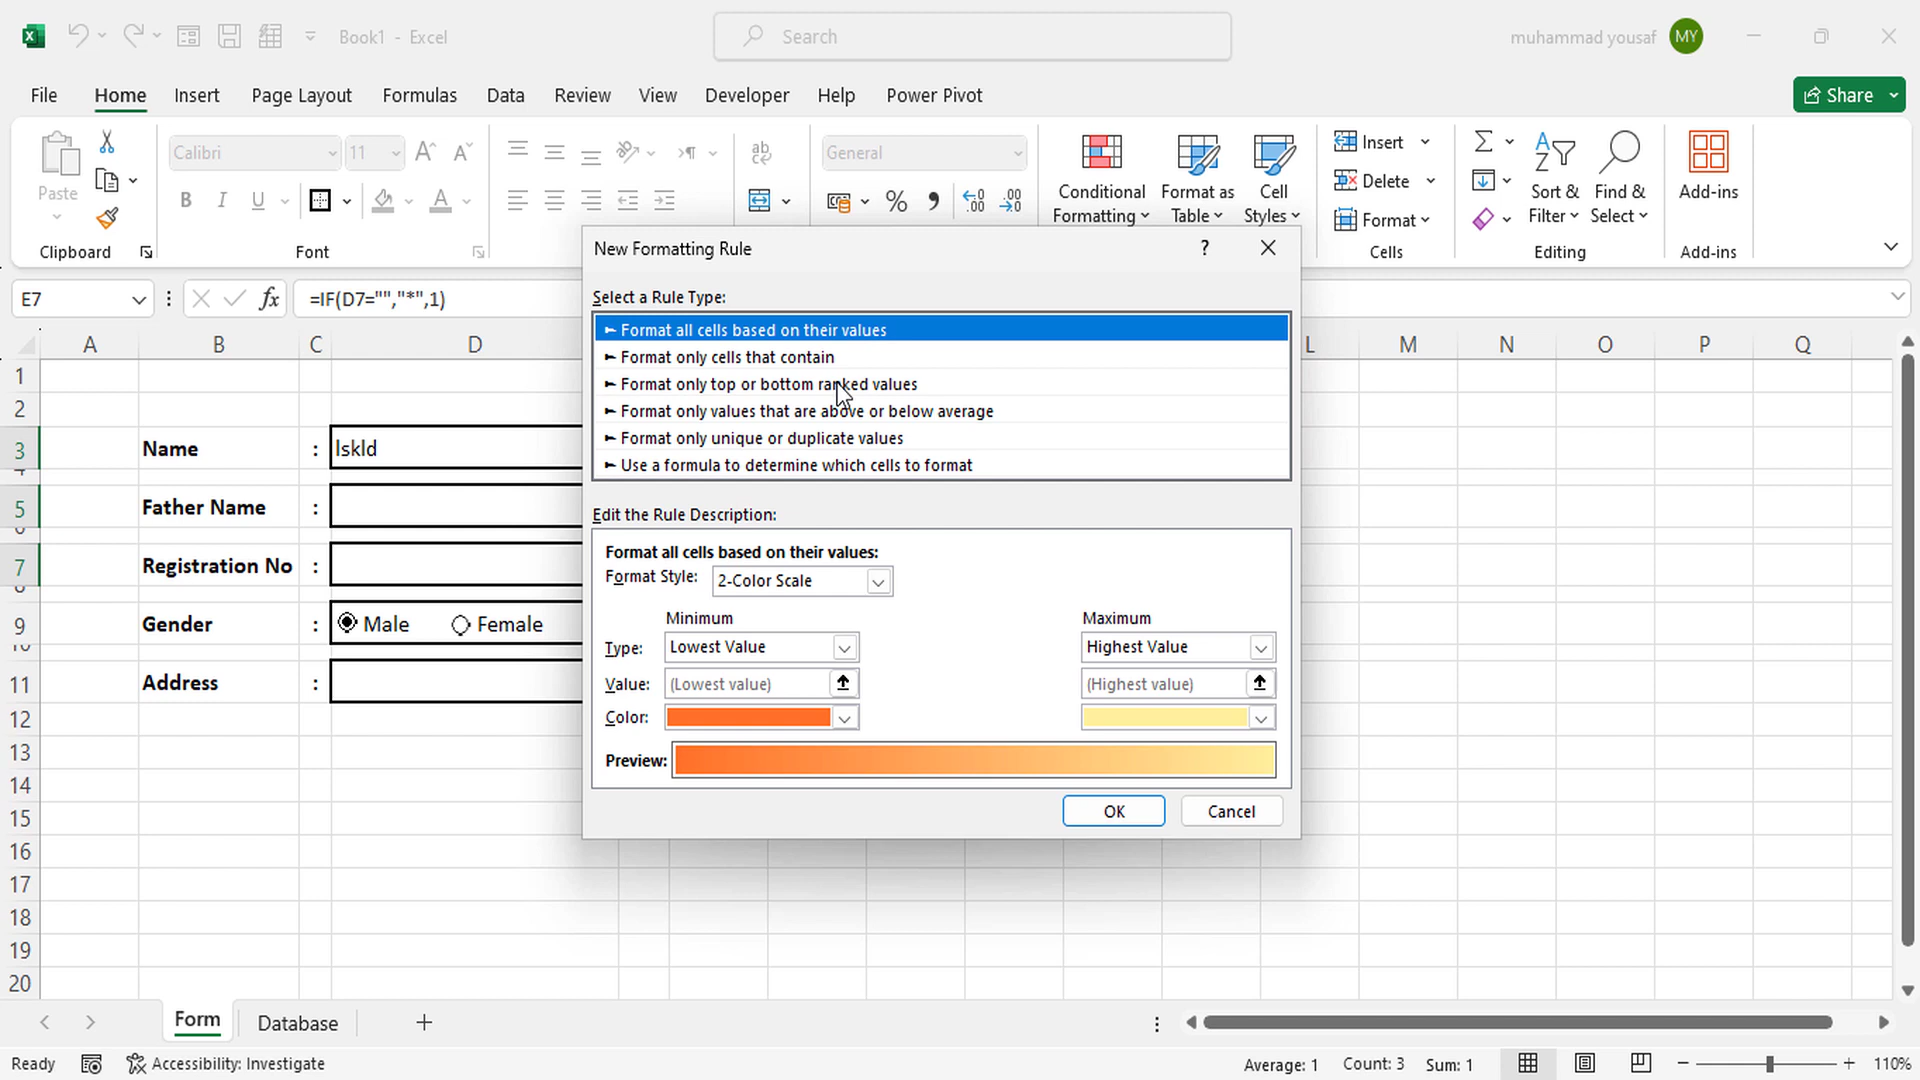 Book1 - Excel
Search
muhammad yousaf MY
File Home Insert Page Layout Formulas Data Review View Developer Help Power Pivot
Share
Paste
Clipboard
Calibri 11
B I U A
Font
ab
General
% , .00
Conditional Formatting
Format as Table
Cell Styles
Insert
Delete
Format
Cells
Sort & Filter
Find & Select
Editing
Add-ins
Add-ins
E7
fx =IF(D7="","*",1)
A B C D L M N O P Q
1
2
3 Name : lskld
4
5 Father Name :
6
7 Registration No :
8
9 Gender : Male Female
10
11 Address :
12
13
14
15
16
17
18
19
20
New Formatting Rule ?
Select a Rule Type:
► Format all cells based on their values
► Format only cells that contain
► Format only top or bottom ranked values
► Format only values that are above or below average
► Format only unique or duplicate values
► Use a formula to determine which cells to format
Edit the Rule Description:
Format all cells based on their values:
Format Style: 2-Color Scale
Minimum Maximum
Type: Lowest Value Highest Value
Value: (Lowest value) (Highest value)
Color:
Preview:
OK Cancel
Form Database
Ready Accessibility: Investigate Average: 1 Count: 3 Sum: 1 110%